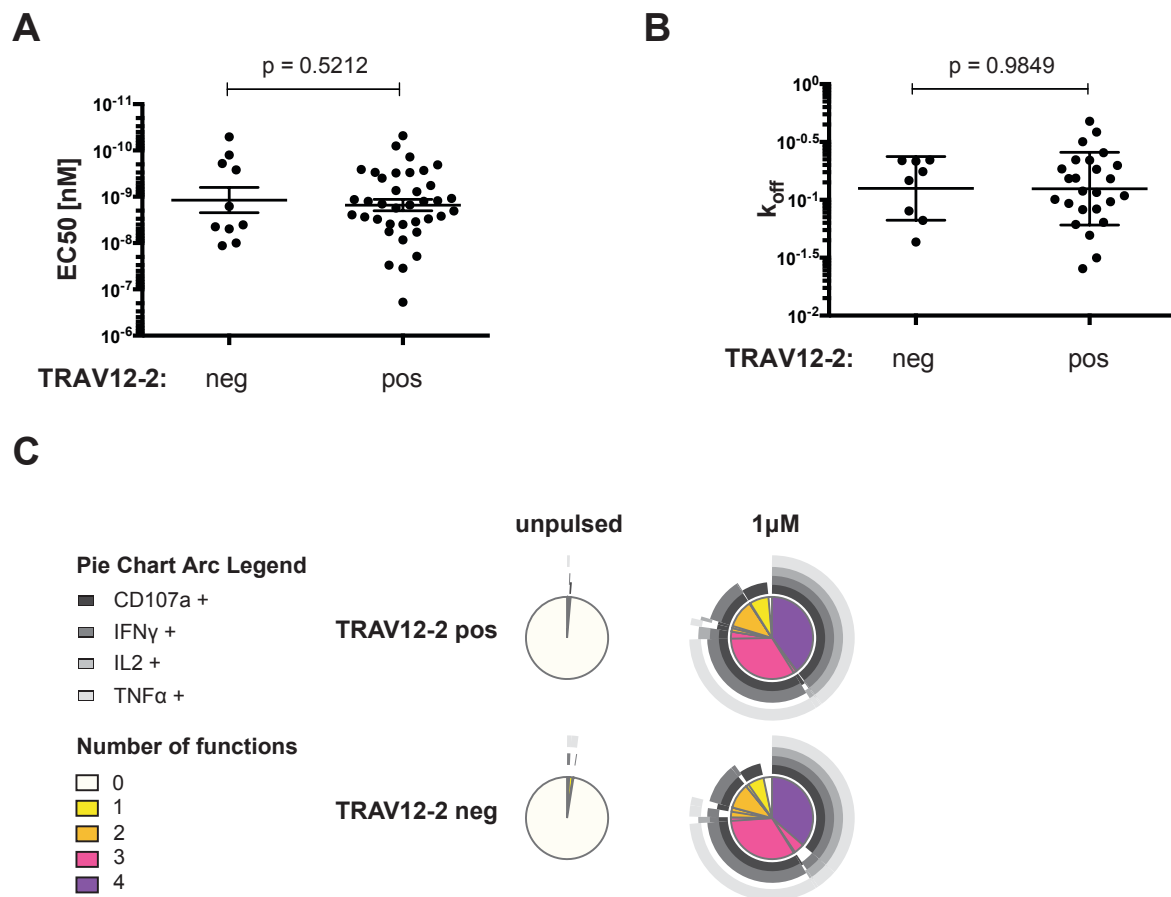 A
p = 0.5212
EC50 [nM]
10-11
10-10
10-9
10-8
10-7
10-6
TRAV12-2: neg pos
B
p = 0.9849
koff
100
10-0.5
10-1
10-1.5
10-2
TRAV12-2: neg pos
C
unpulsed 1µM
Pie Chart Arc Legend
CD107a +
IFNγ +
IL2 +
TNFα +
TRAV12-2 pos
Number of functions
0
1
2
3
4
TRAV12-2 neg